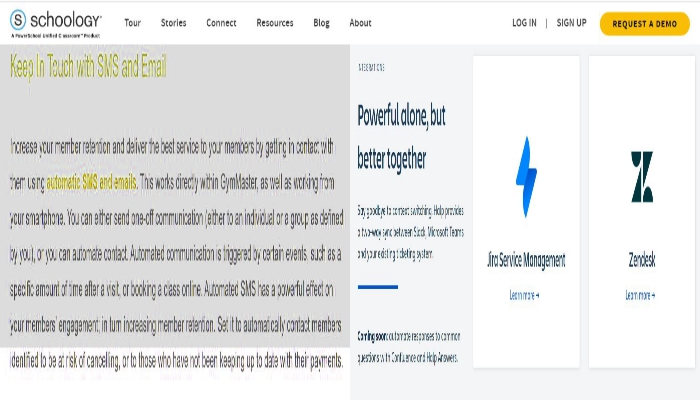 S schoology®
A PowerSchool Unified Classroom™ Product
Tour Stories Connect Resources Blog About LOG IN | SIGN UP REQUEST A DEMO
Keep In Touch with SMS and Email
Increase your member retention and deliver the best service to your members by getting in contact with
them using automatic SMS and emails. This works directly within GymMaster, as well as working from
your smartphone. You can either send one-off communication (either to an individual or a group as defined
by you), or you can automate contact. Automated communication is triggered by certain events, such as a
specific amount of time after a visit, or booking a class online. Automated SMS has a powerful effect on
your members' engagement; in turn increasing member retention. Set it to automatically contact members
identified to be at risk of cancelling, or to those who have not been keeping up to date with their payments.
INTEGRATIONS
Powerful alone, but
better together
Say goodbye to context switching. Halp provides
a two-way sync between Slack, Microsoft Teams
and your existing ticketing system.
Coming soon: automate responses to common
questions with Confluence and Halp Answers.
Jira Service Management
Learn more →
Zendesk
Learn more →